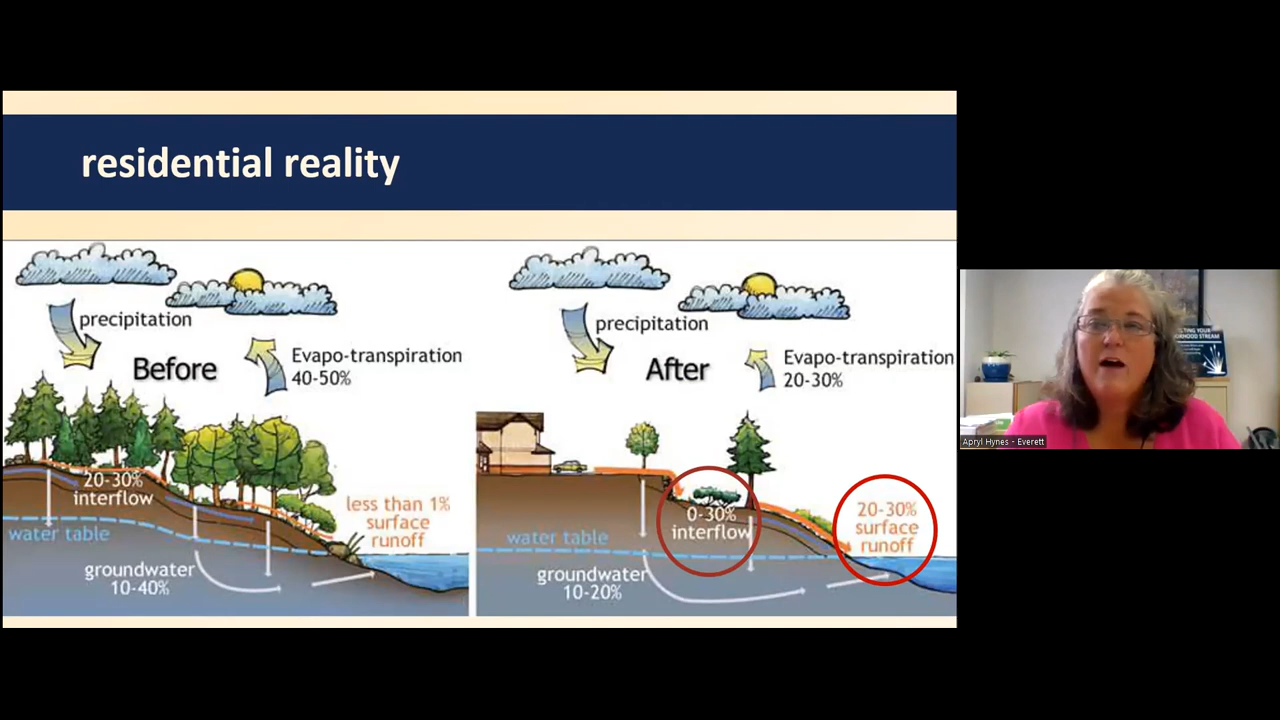 residential reality
precipitation
Before
Evapo-transpiration
40-50%
20-30%
interflow
less than 1%
surface
runoff
water table
groundwater
10-40%
precipitation
After
Evapo-transpiration
20-30%
0-30%
interflow
20-30%
surface
runoff
water table
groundwater
10-20%
Apryl Hynes - Everett